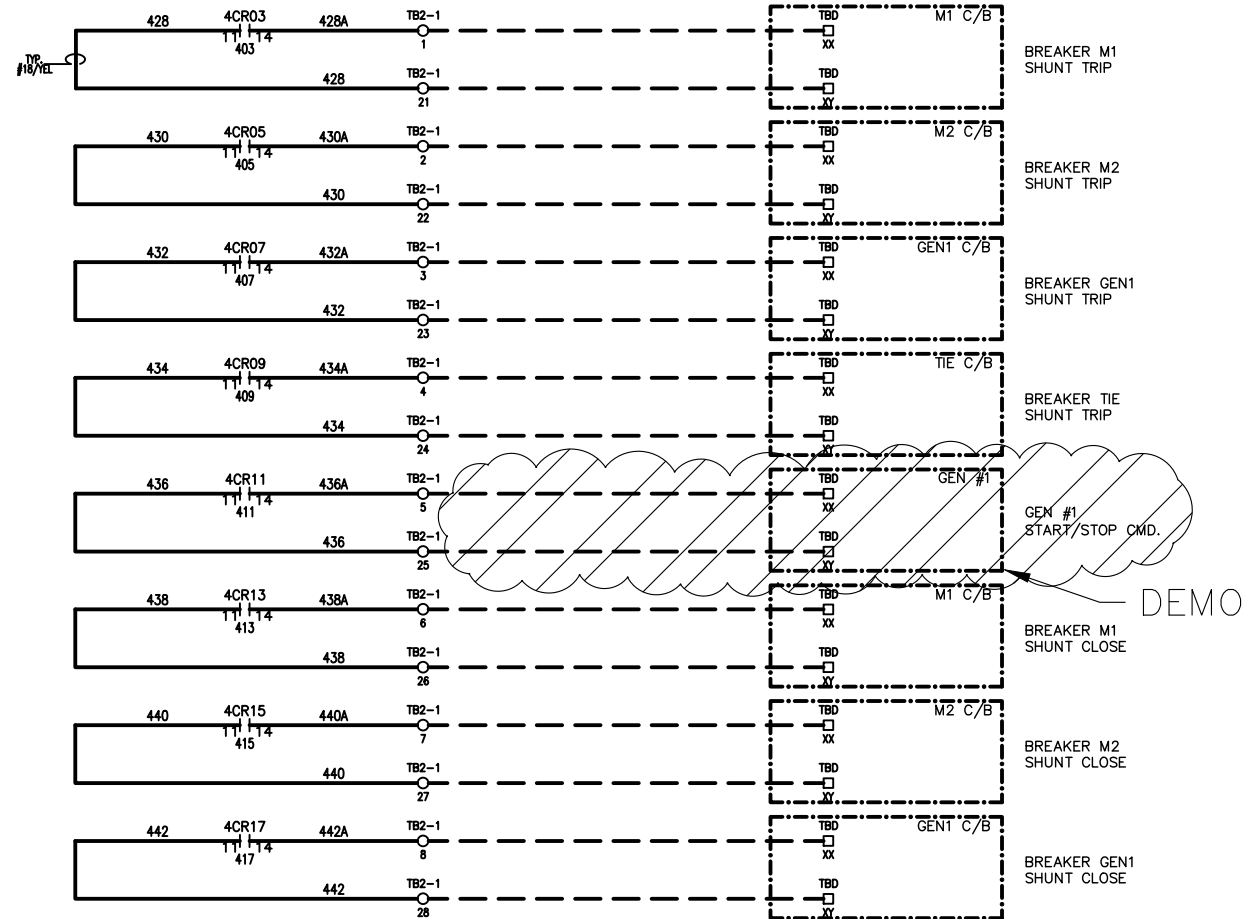 428 4CR03 428A TB2-1 TBD M1 C/B
11 14 1 XX
403
TYP.
#18/YEL
BREAKER M1
SHUNT TRIP
428 TB2-1 TBD
21 XY
430 4CR05 430A TB2-1 TBD M2 C/B
11 14 2 XX
405
BREAKER M2
SHUNT TRIP
430 TB2-1 TBD
22 XY
432 4CR07 432A TB2-1 TBD GEN1 C/B
11 14 3 XX
407
BREAKER GEN1
SHUNT TRIP
432 TB2-1 TBD
23 XY
434 4CR09 434A TB2-1 TBD TIE C/B
11 14 4 XX
409
BREAKER TIE
SHUNT TRIP
434 TB2-1 TBD
24 XY
436 4CR11 436A TB2-1 TBD GEN #1
11 14 5 XX
411
GEN #1
START/STOP CMD.
436 TB2-1 TBD
25 XY
DEMO
438 4CR13 438A TB2-1 TBD M1 C/B
11 14 6 XX
413
BREAKER M1
SHUNT CLOSE
438 TB2-1 TBD
26 XY
440 4CR15 440A TB2-1 TBD M2 C/B
11 14 7 XX
415
BREAKER M2
SHUNT CLOSE
440 TB2-1 TBD
27 XY
442 4CR17 442A TB2-1 TBD GEN1 C/B
11 14 8 XX
417
BREAKER GEN1
SHUNT CLOSE
442 TB2-1 TBD
28 XY